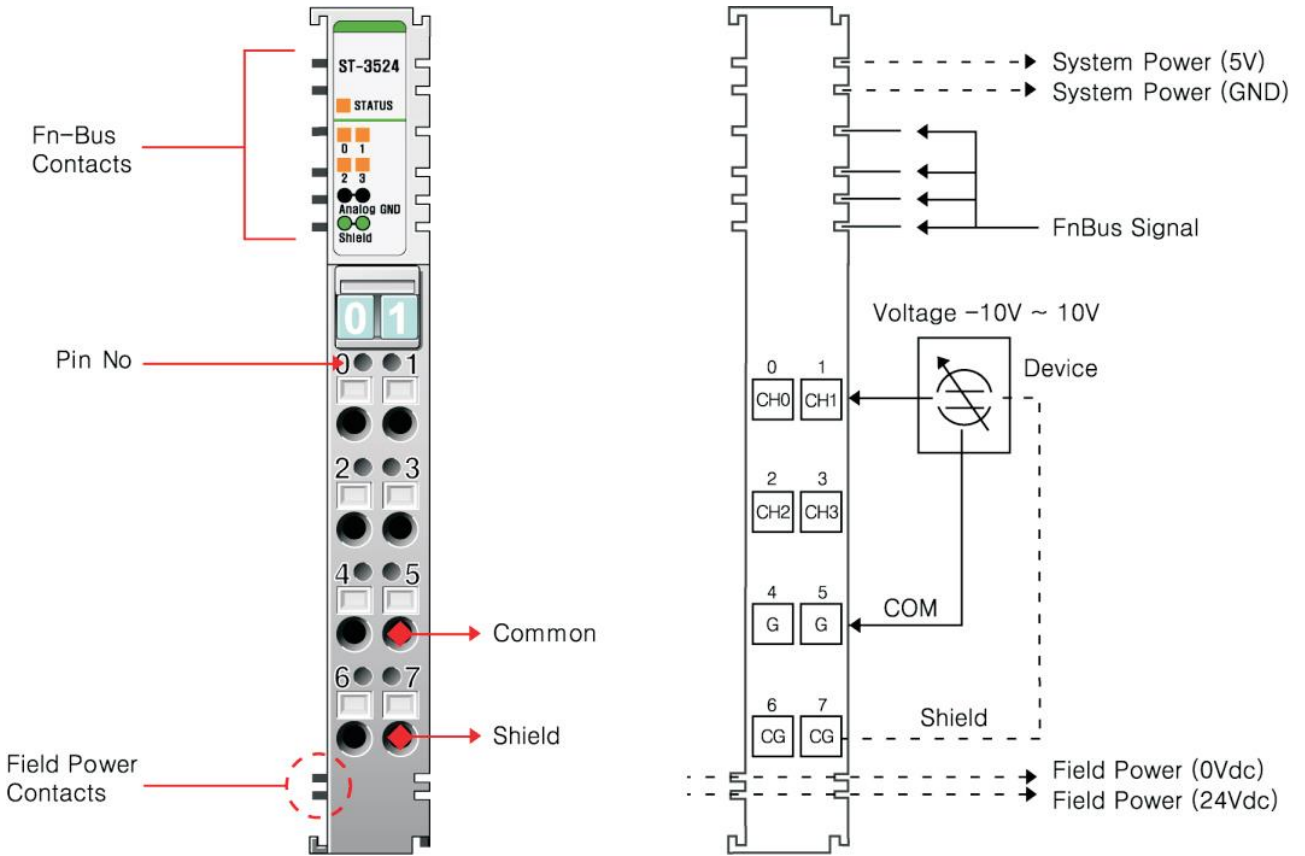 ST-3524
STATUS
0 1
2 3
Analog GND
Shield
Fn-Bus
Contacts
01
Pin No
0 1
2 3
4 5
Common
6 7
Shield
Field Power
Contacts
System Power (5V)
System Power (GND)
FnBus Signal
Voltage -10V ~ 10V
Device
0 1
CH0 CH1
2 3
CH2 CH3
4 5
G G
COM
6 7
CG CG
Shield
Field Power (0Vdc)
Field Power (24Vdc)